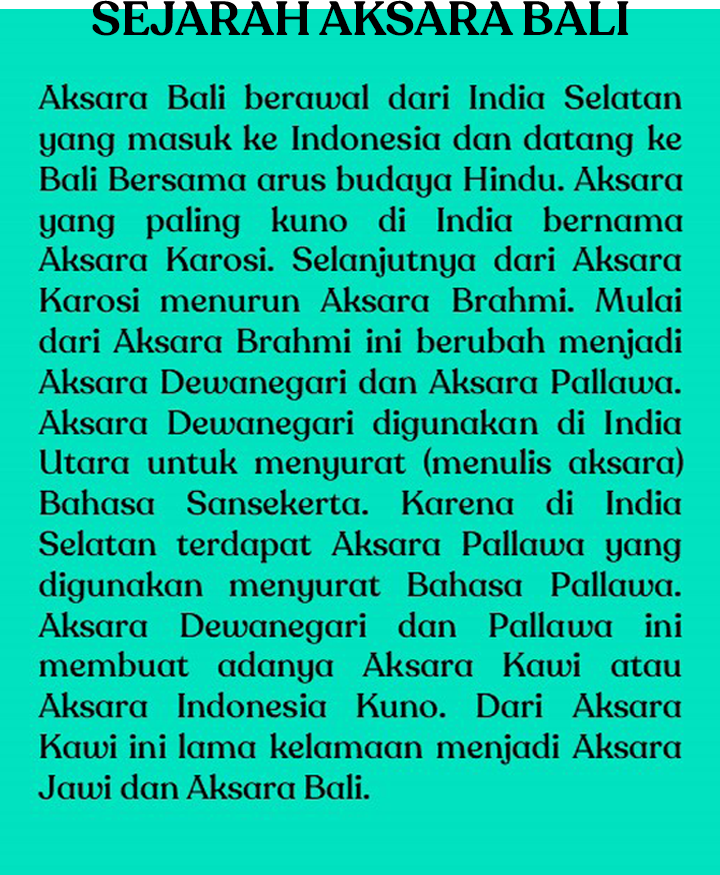 SEJARAH AKSARA BALI
Aksara Bali berawal dari India Selatan
yang masuk ke Indonesia dan datang ke
Bali Bersama arus budaya Hindu. Aksara
yang paling kuno di India bernama
Aksara Karosi. Selanjutnya dari Aksara
Karosi menurun Aksara Brahmi. Mulai
dari Aksara Brahmi ini berubah menjadi
Aksara Dewanegari dan Aksara Pallawa.
Aksara Dewanegari digunakan di India
Utara untuk menyurat (menulis aksara)
Bahasa Sansekerta. Karena di India
Selatan terdapat Aksara Pallawa yang
digunakan menyurat Bahasa Pallawa.
Aksara Dewanegari dan Pallawa ini
membuat adanya Aksara Kawi atau
Aksara Indonesia Kuno. Dari Aksara
Kawi ini lama kelamaan menjadi Aksara
Jawi dan Aksara Bali.